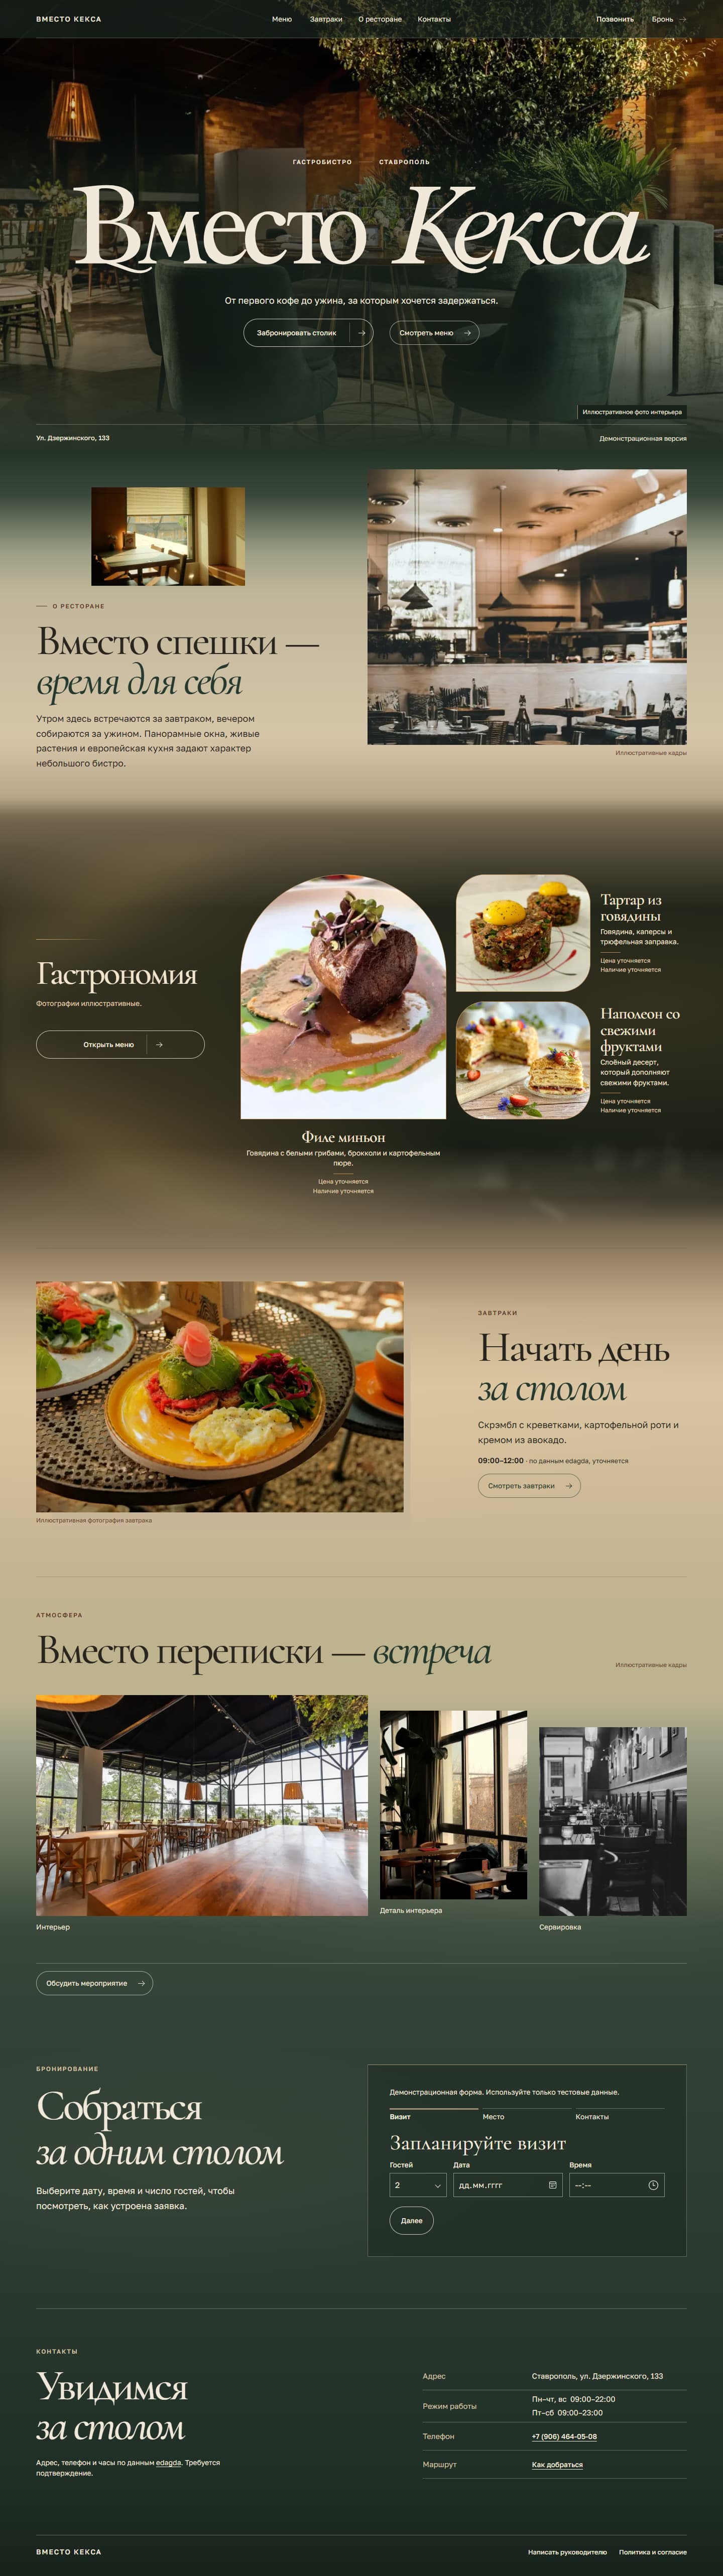 ВМЕСТО КЕКСА
Меню Завтраки О ресторане Контакты
Позвонить Бронь →
ГАСТРОБИСТРО СТАВРОПОЛЬ
Вместо Кекса
От первого кофе до ужина, за которым хочется задержаться.
Забронировать столик →
Смотреть меню →
Иллюстративное фото интерьера
Ул. Дзержинского, 133
Демонстрационная версия
О РЕСТОРАНЕ
Вместо спешки —
время для себя
Утром здесь встречаются за завтраком, вечером
собираются за ужином. Панорамные окна, живые
растения и европейская кухня задают характер
небольшого бистро.
Иллюстративные кадры
Гастрономия
Фотографии иллюстративные.
Открыть меню →
Филе миньон
Говядина с белыми грибами, брокколи и картофельным
пюре.
Цена уточняется
Наличие уточняется
Тартар из
говядины
Говядина, каперсы и
трюфельная заправка.
Цена уточняется
Наличие уточняется
Наполеон со
свежими
фруктами
Слоёный десерт,
который дополняют
свежими фруктами.
Цена уточняется
Наличие уточняется
Иллюстративная фотография завтрака
ЗАВТРАКИ
Начать день
за столом
Скрэмбл с креветками, картофельной роти и
кремом из авокадо.
09:00–12:00 · по данным edagda, уточняется
Смотреть завтраки →
АТМОСФЕРА
Вместо переписки — встреча
Иллюстративные кадры
Интерьер
Деталь интерьера
Сервировка
Обсудить мероприятие →
БРОНИРОВАНИЕ
Собраться
за одним столом
Выберите дату, время и число гостей, чтобы
посмотреть, как устроена заявка.
Демонстрационная форма. Используйте только тестовые данные.
Визит Место Контакты
Запланируйте визит
Гостей Дата Время
2 дд.мм.гггг --:--
Далее
КОНТАКТЫ
Увидимся
за столом
Адрес, телефон и часы по данным edagda. Требуется
подтверждение.
Адрес Ставрополь, ул. Дзержинского, 133
Режим работы Пн–чт, вс 09:00–22:00
Пт–сб 09:00–23:00
Телефон +7 (906) 464-05-08
Маршрут Как добраться
ВМЕСТО КЕКСА
Написать руководителю Политика и согласие